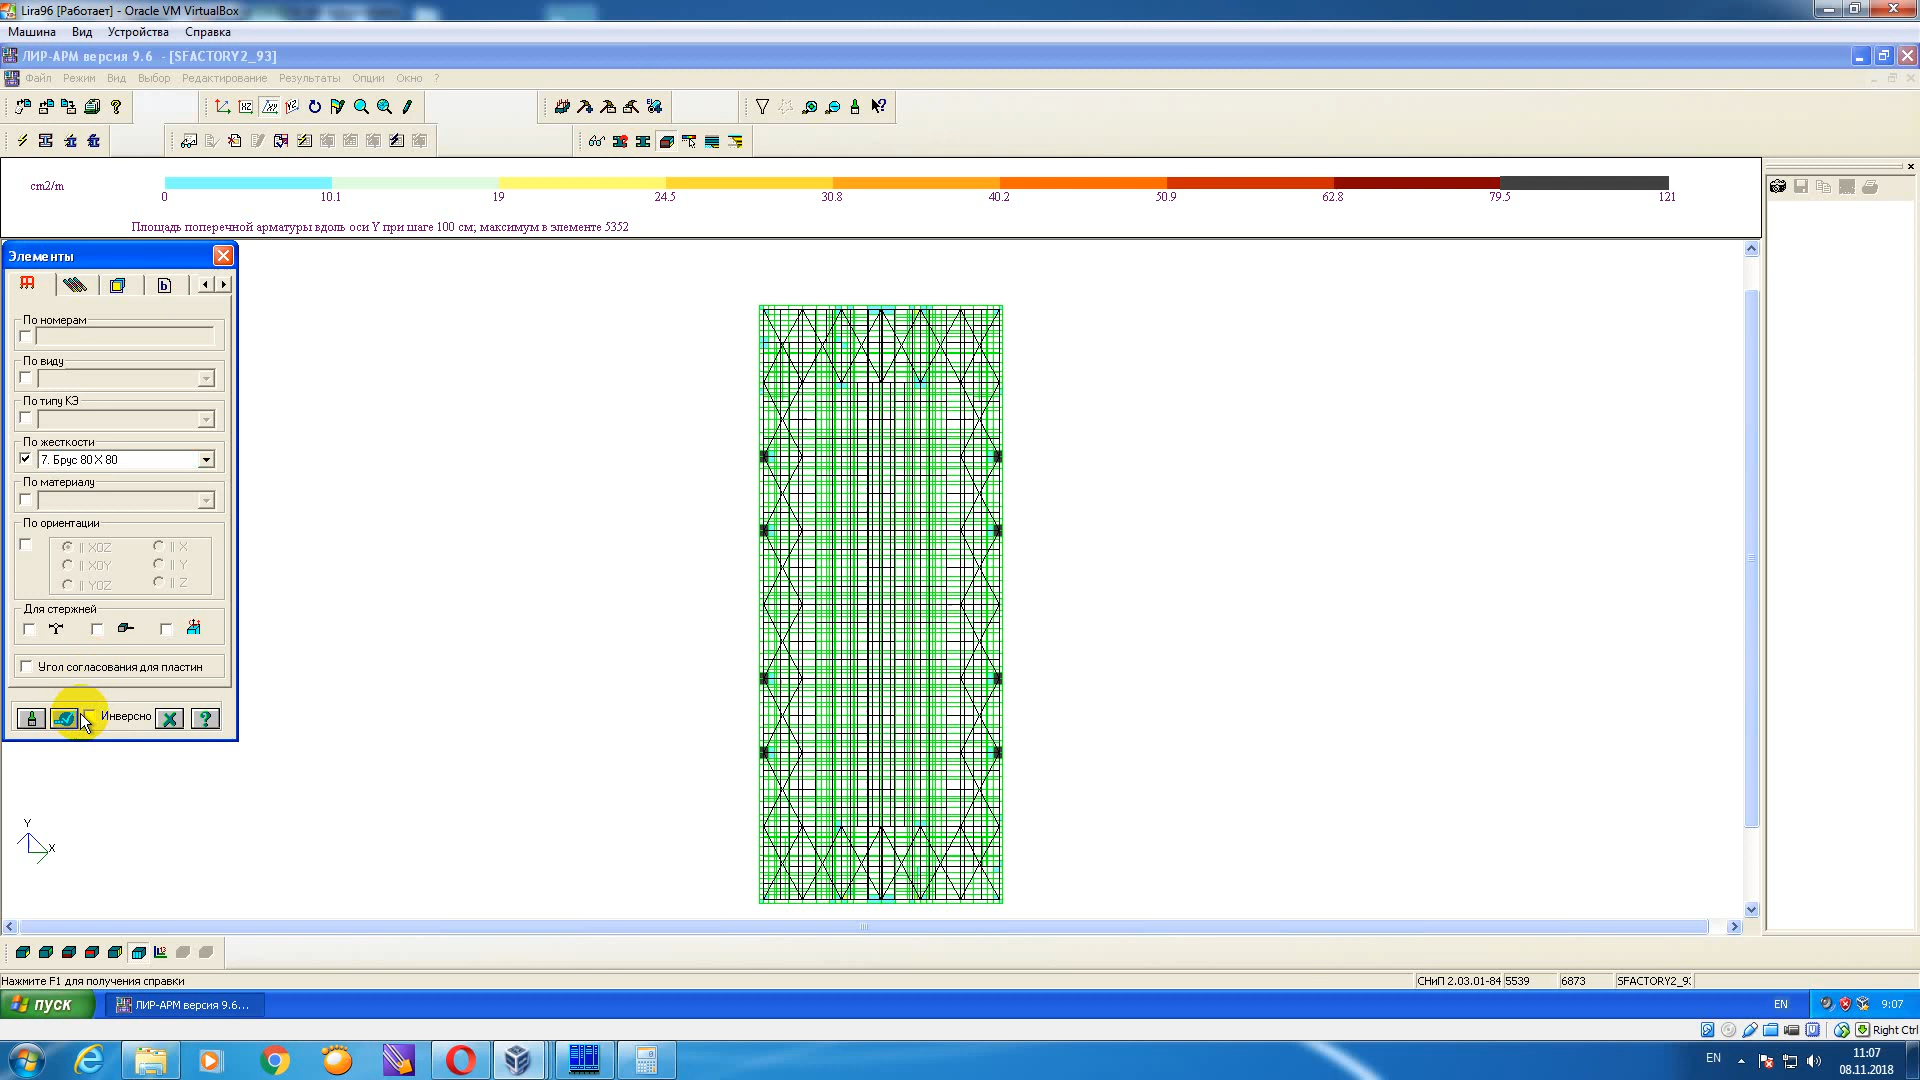 Lira96 [Работает] - Oracle VM VirtualBox
Машина Вид Устройства Справка
ЛИР-АРМ версия 9.6 - [SFACTORY2_93]
Файл Режим Вид Выбор Редактирование Результаты Опции Окно ?
cm2/m
0 10.1 19 24.5 30.8 40.2 50.9 62.8 79.5 121
Площадь поперечной арматуры вдоль оси Y при шаге 100 см; максимум в элементе 5352
Элементы
По номерам
По виду
По типу КЭ
По жесткости
7. Брус 80 X 80
По материалу
По ориентации
|| X0Z || X
|| X0Y || Y
|| Y0Z || Z
Для стержней
Угол согласования для пластин
Инверсно
Y
X
Нажмите F1 для получения справки
СНиП 2.03.01-84 5539 6873 SFACTORY2_9
пуск
ЛИР-АРМ версия 9.6...
EN 9:07
Right Ctrl
EN 11:07
08.11.2018